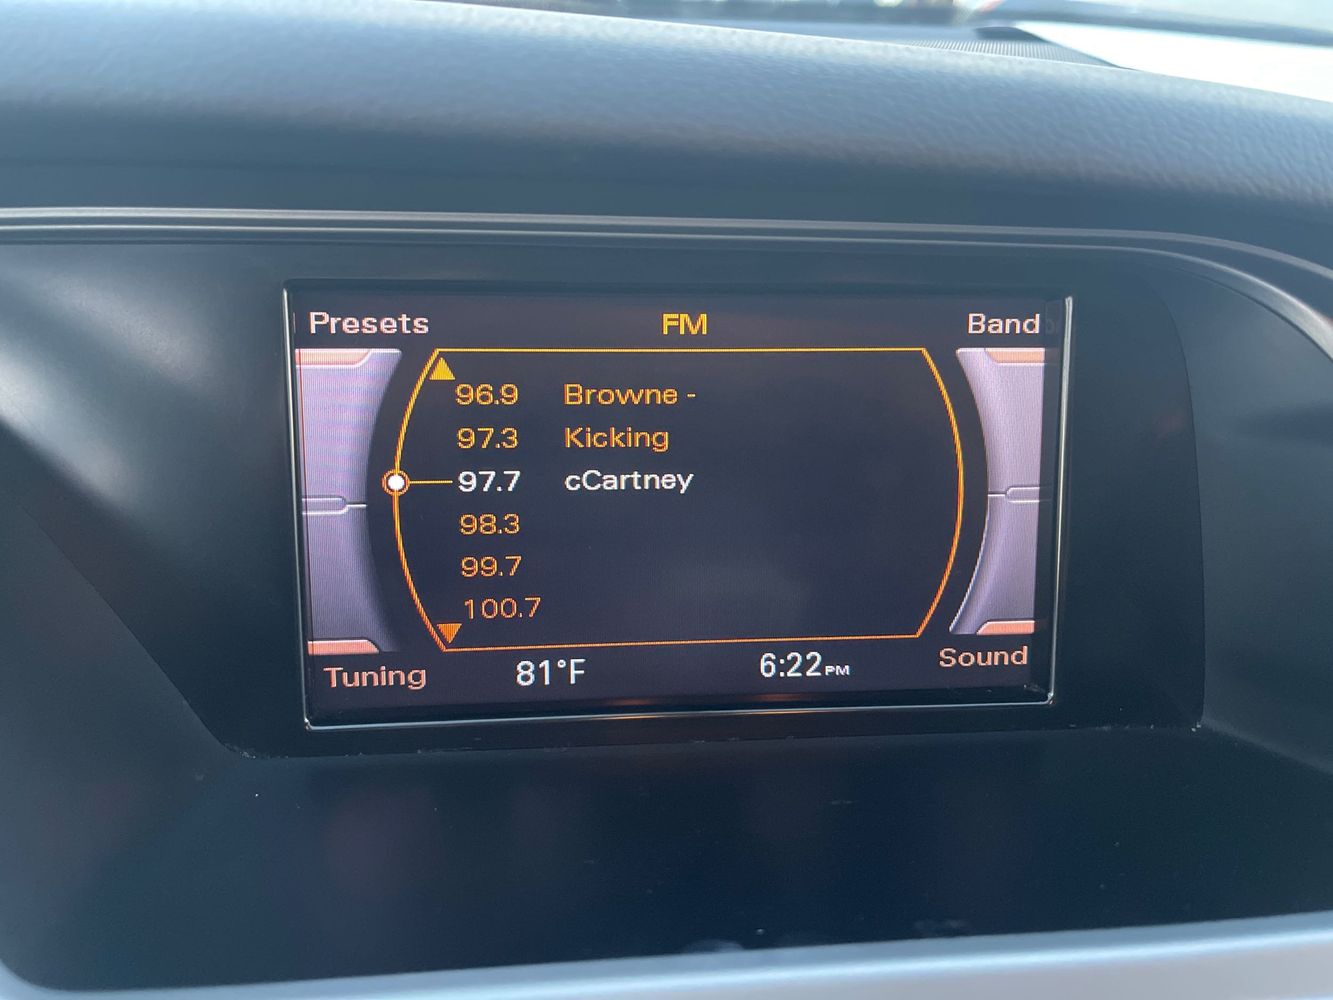 Presets FM Band
96.9 Browne -
97.3 Kicking
97.7 cCartney
98.3
99.7
100.7
Tuning 81°F 6:22PM Sound